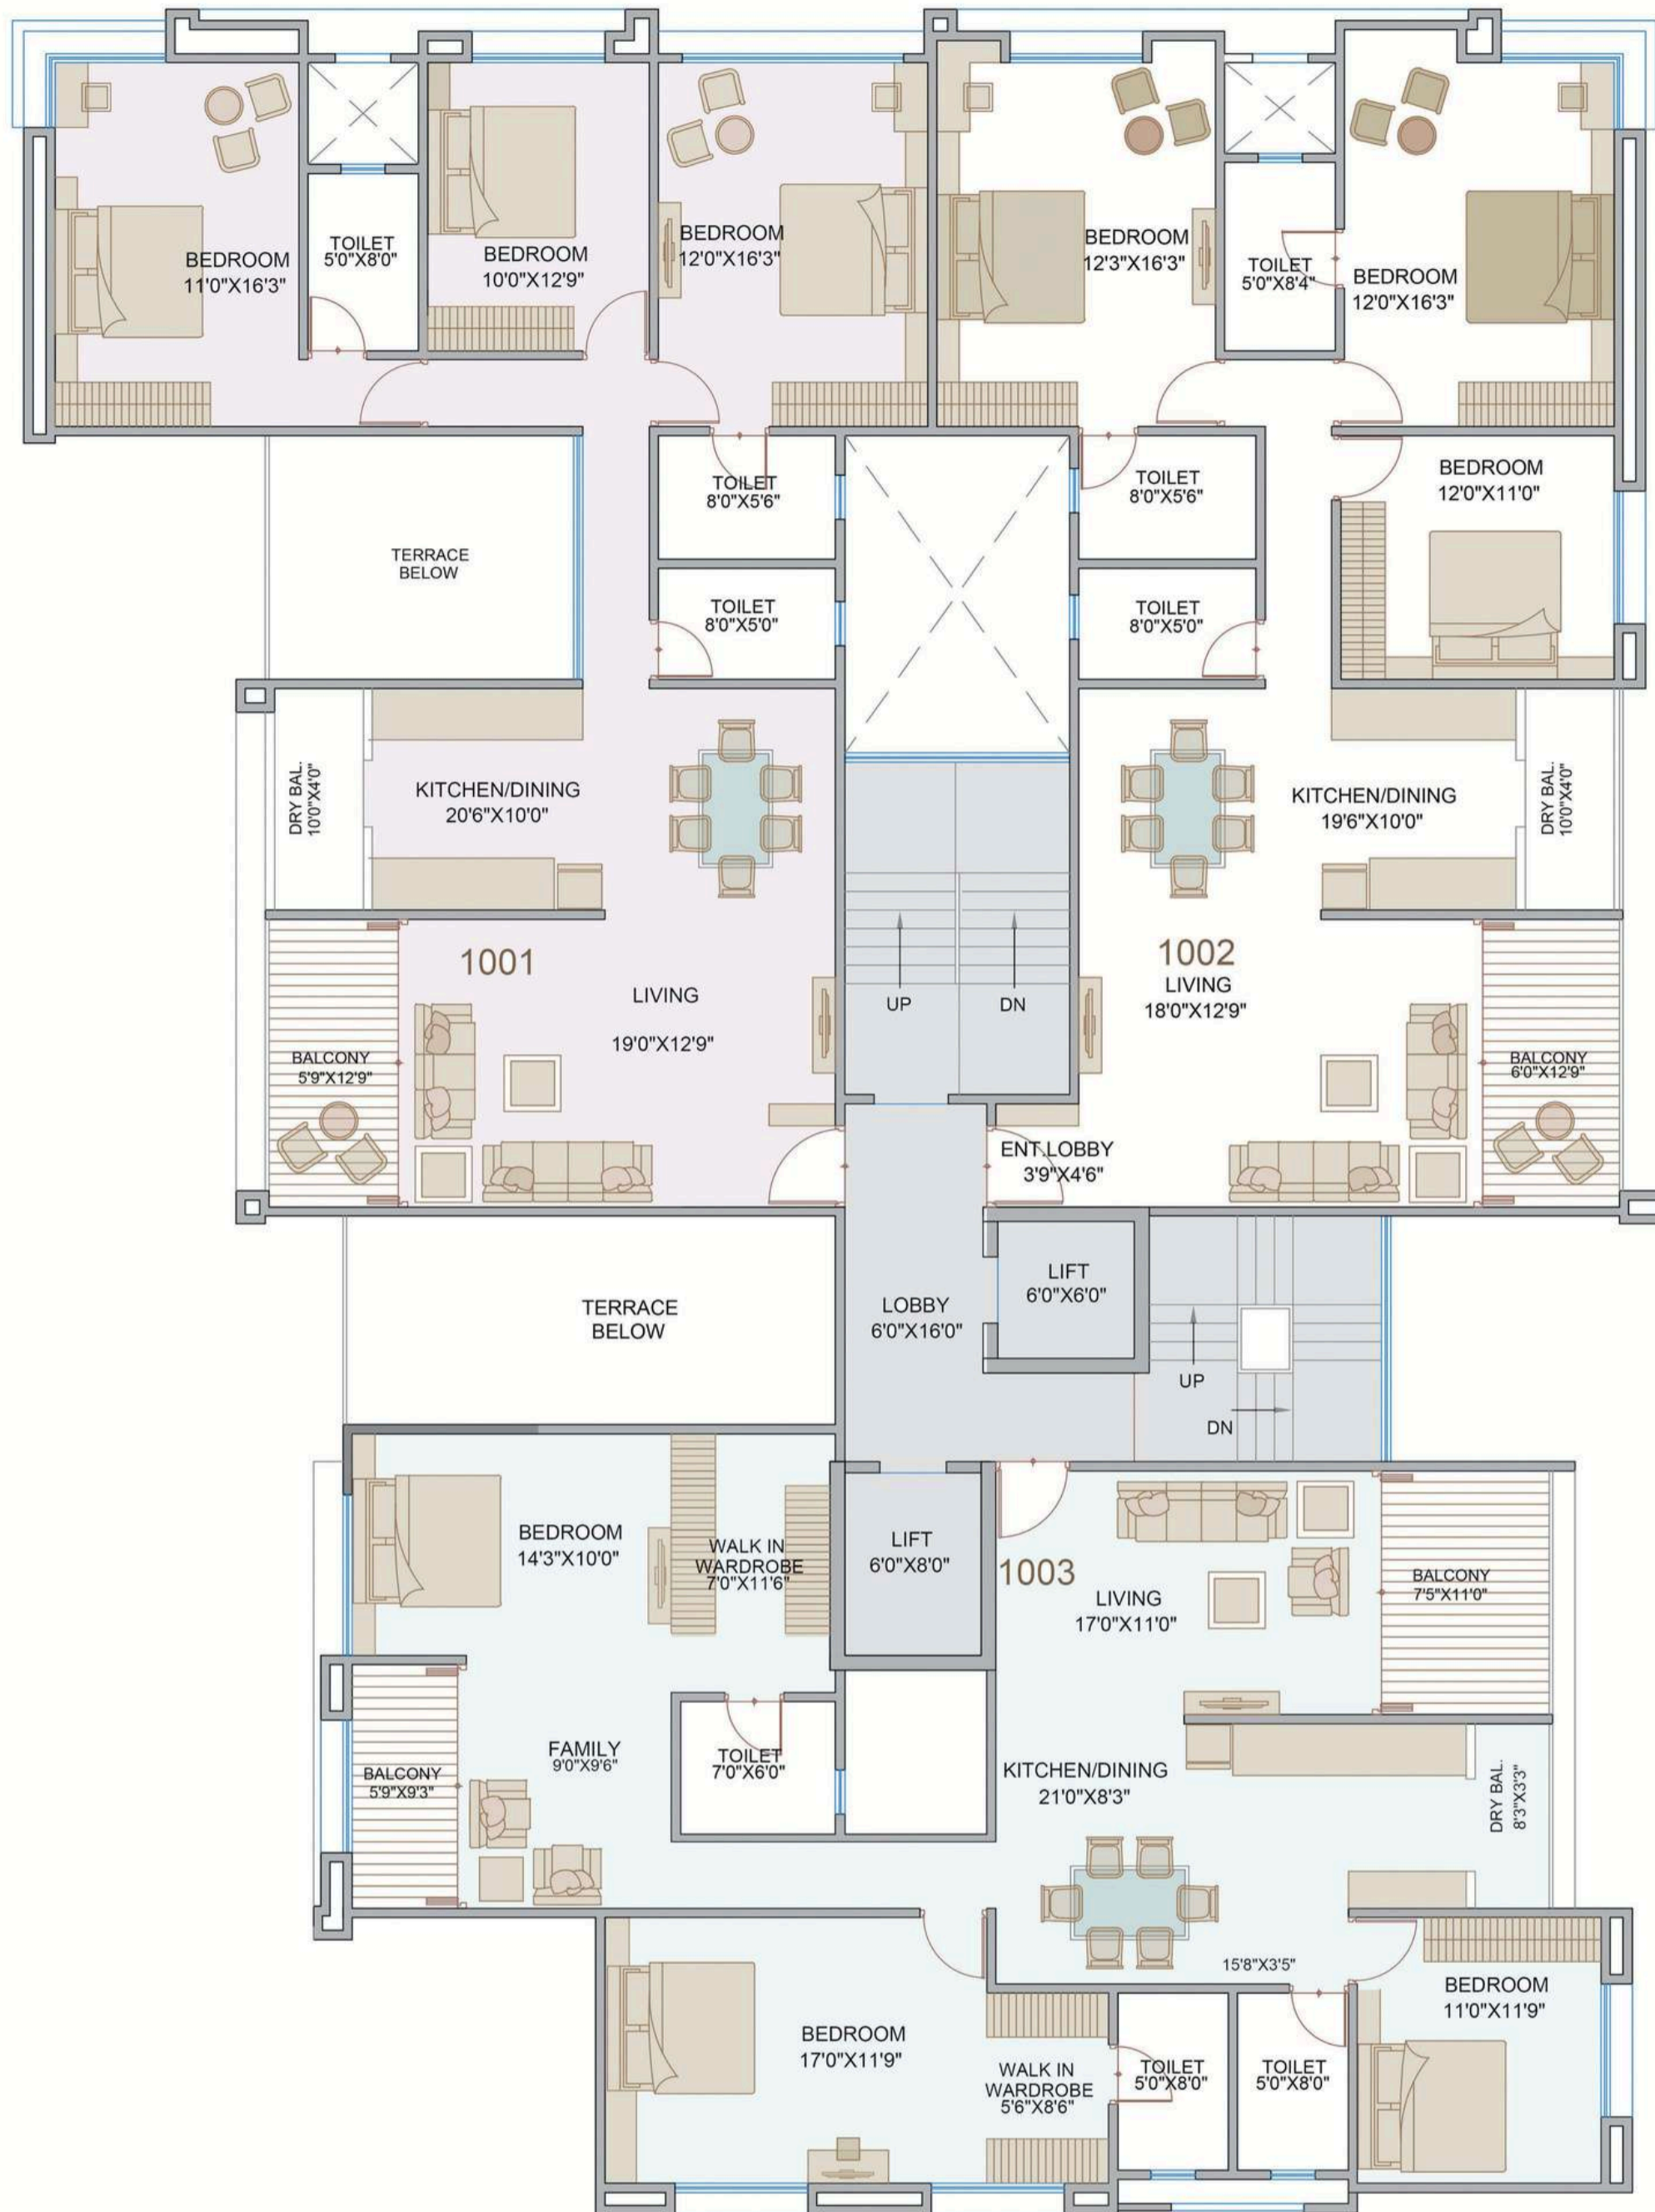 BEDROOM
11'0"X16'3"
TOILET
5'0"X8'0"
BEDROOM
10'0"X12'9"
BEDROOM
12'0"X16'3"
BEDROOM
12'3"X16'3"
TOILET
5'0"X8'4"
BEDROOM
12'0"X16'3"
TERRACE
BELOW
TOILET
8'0"X5'6"
TOILET
8'0"X5'6"
BEDROOM
12'0"X11'0"
TOILET
8'0"X5'0"
TOILET
8'0"X5'0"
DRY BAL.
10'0"X4'0"
KITCHEN/DINING
20'6"X10'0"
KITCHEN/DINING
19'6"X10'0"
DRY BAL.
10'0"X4'0"
1001
LIVING
19'0"X12'9"
UP
DN
1002
LIVING
18'0"X12'9"
BALCONY
5'9"X12'9"
BALCONY
6'0"X12'9"
ENT.LOBBY
3'9"X4'6"
TERRACE
BELOW
LOBBY
6'0"X16'0"
LIFT
6'0"X6'0"
UP
DN
BEDROOM
14'3"X10'0"
WALK IN
WARDROBE
7'0"X11'6"
LIFT
6'0"X8'0"
1003
LIVING
17'0"X11'0"
BALCONY
7'5"X11'0"
BALCONY
5'9"X9'3"
FAMILY
9'0"X9'6"
TOILET
7'0"X6'0"
KITCHEN/DINING
21'0"X8'3"
DRY BAL.
8'3"X3'3"
15'8"X3'5"
BEDROOM
11'0"X11'9"
BEDROOM
17'0"X11'9"
WALK IN
WARDROBE
5'6"X8'6"
TOILET
5'0"X8'0"
TOILET
5'0"X8'0"